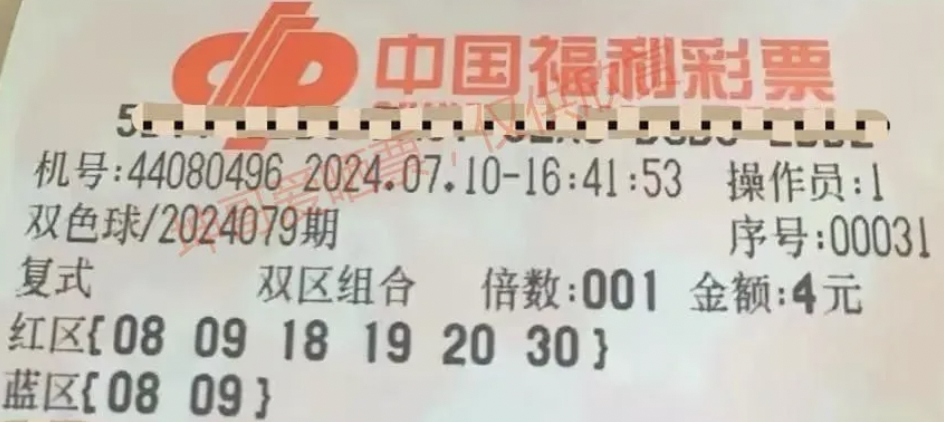 中国福利彩票
机号:44080496 2024.07.10-16:41:53 操作员:1
双色球/2024079期 序号:00031
复式 双区组合 倍数:001 金额:4元
红区{08 09 18 19 20 30}
蓝区{08 09}